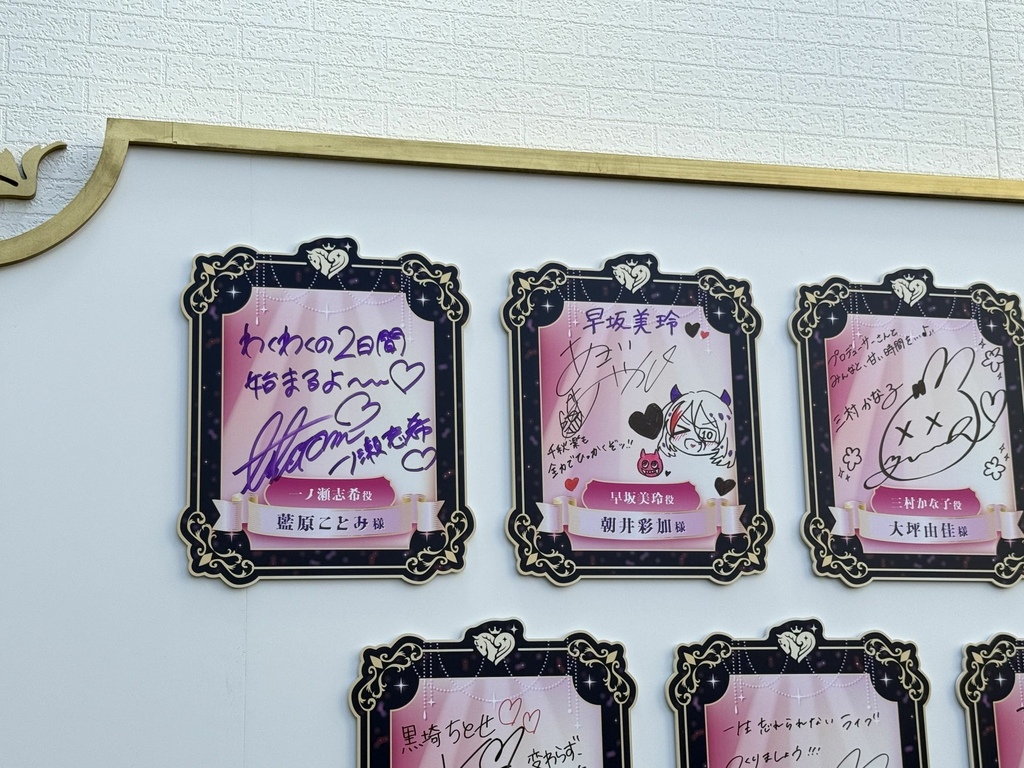 わくわくの2日間
始まるよ〜
一ノ瀬志希
一ノ瀬志希役
藍原ことみ様
早坂美玲
あさい
あやか
千秋楽も
全力でひっかくぞッ!!
早坂美玲役
朝井彩加様
プロデューサーさんと
みんなと、甘い時間を
三村かな子
三村かな子役
大坪由佳様
黒埼ちとせ
変わらず
一生忘れられないライブ
つくりましょう!!!